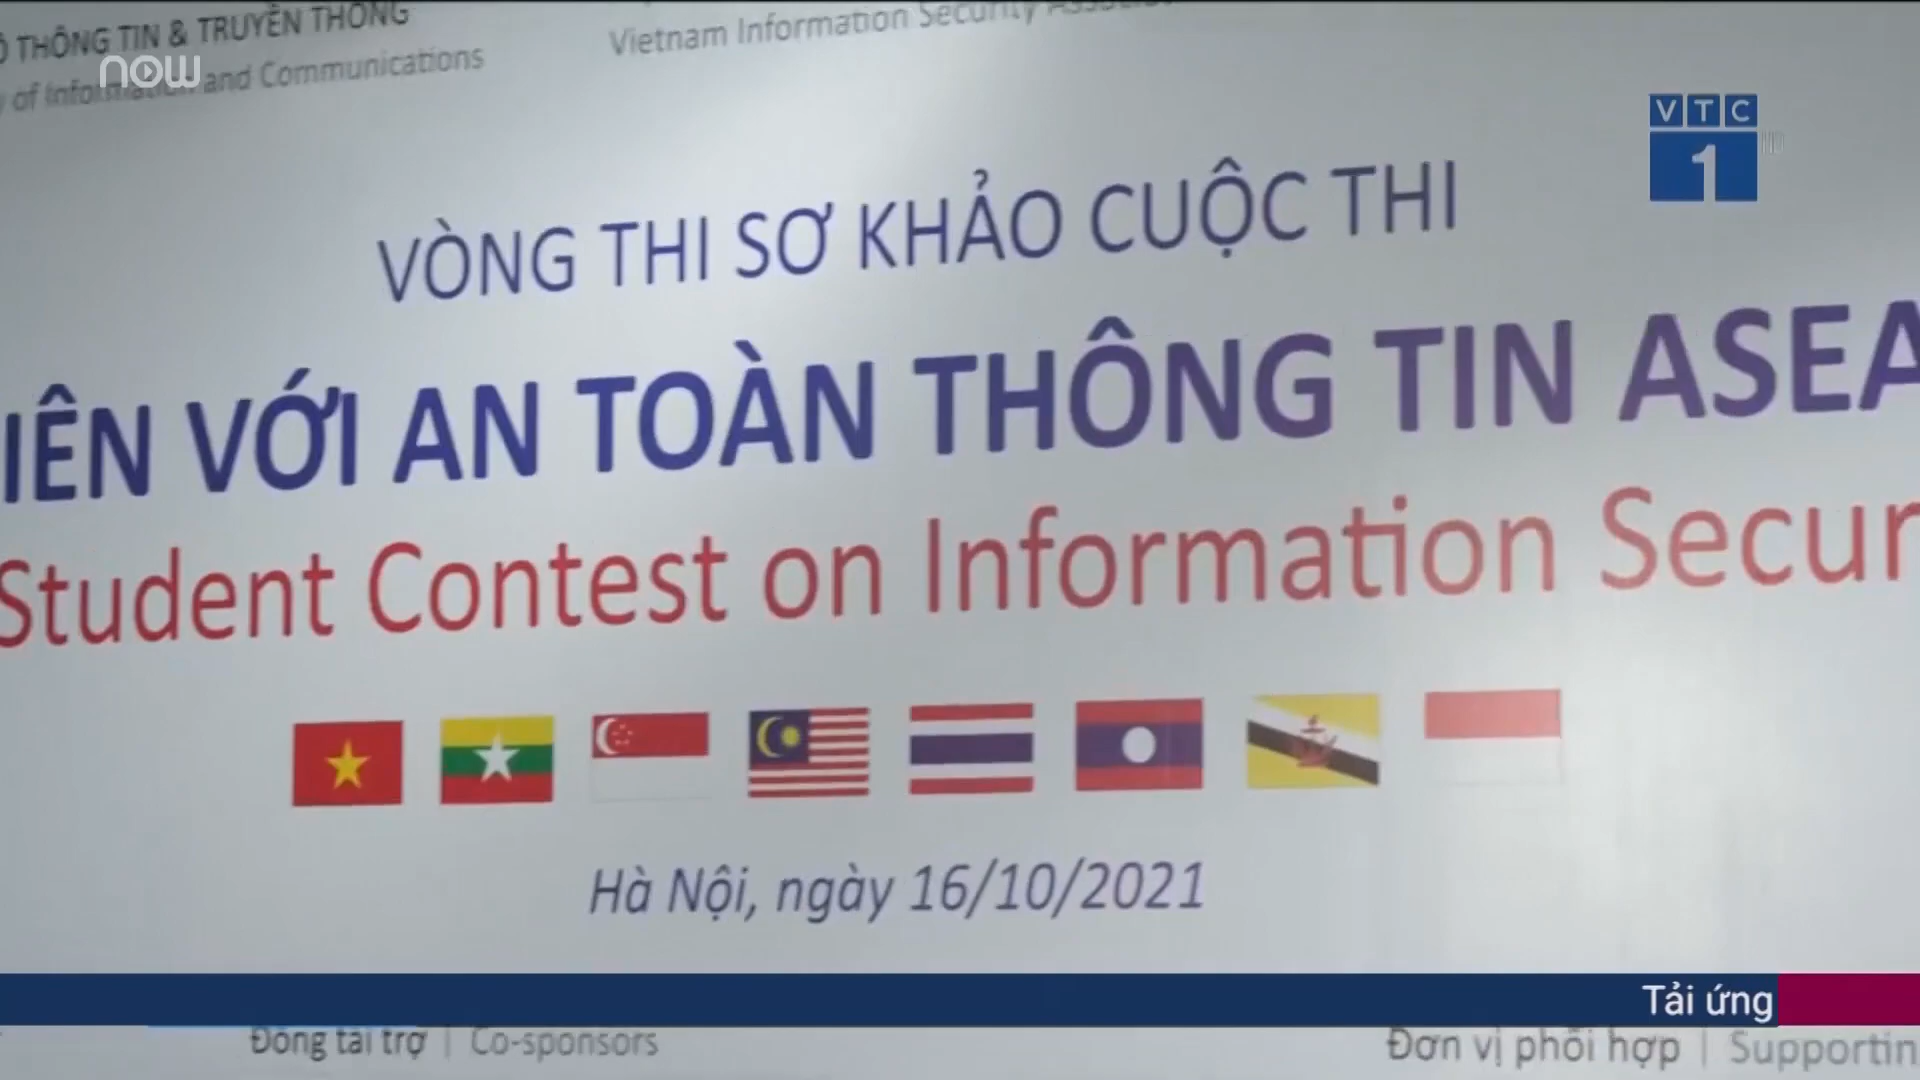 THÔNG TIN & TRUYỀN THÔNG
of Information and Communications
Vietnam Information Security
now
VTC
1
VÒNG THI SƠ KHẢO CUỘC THI
IÊN VỚI AN TOÀN THÔNG TIN ASEA
Student Contest on Information Secur
Hà Nội, ngày 16/10/2021
Tải ứng
Đồng tài trợ | Co-sponsors
Đơn vị phối hợp | Supportin